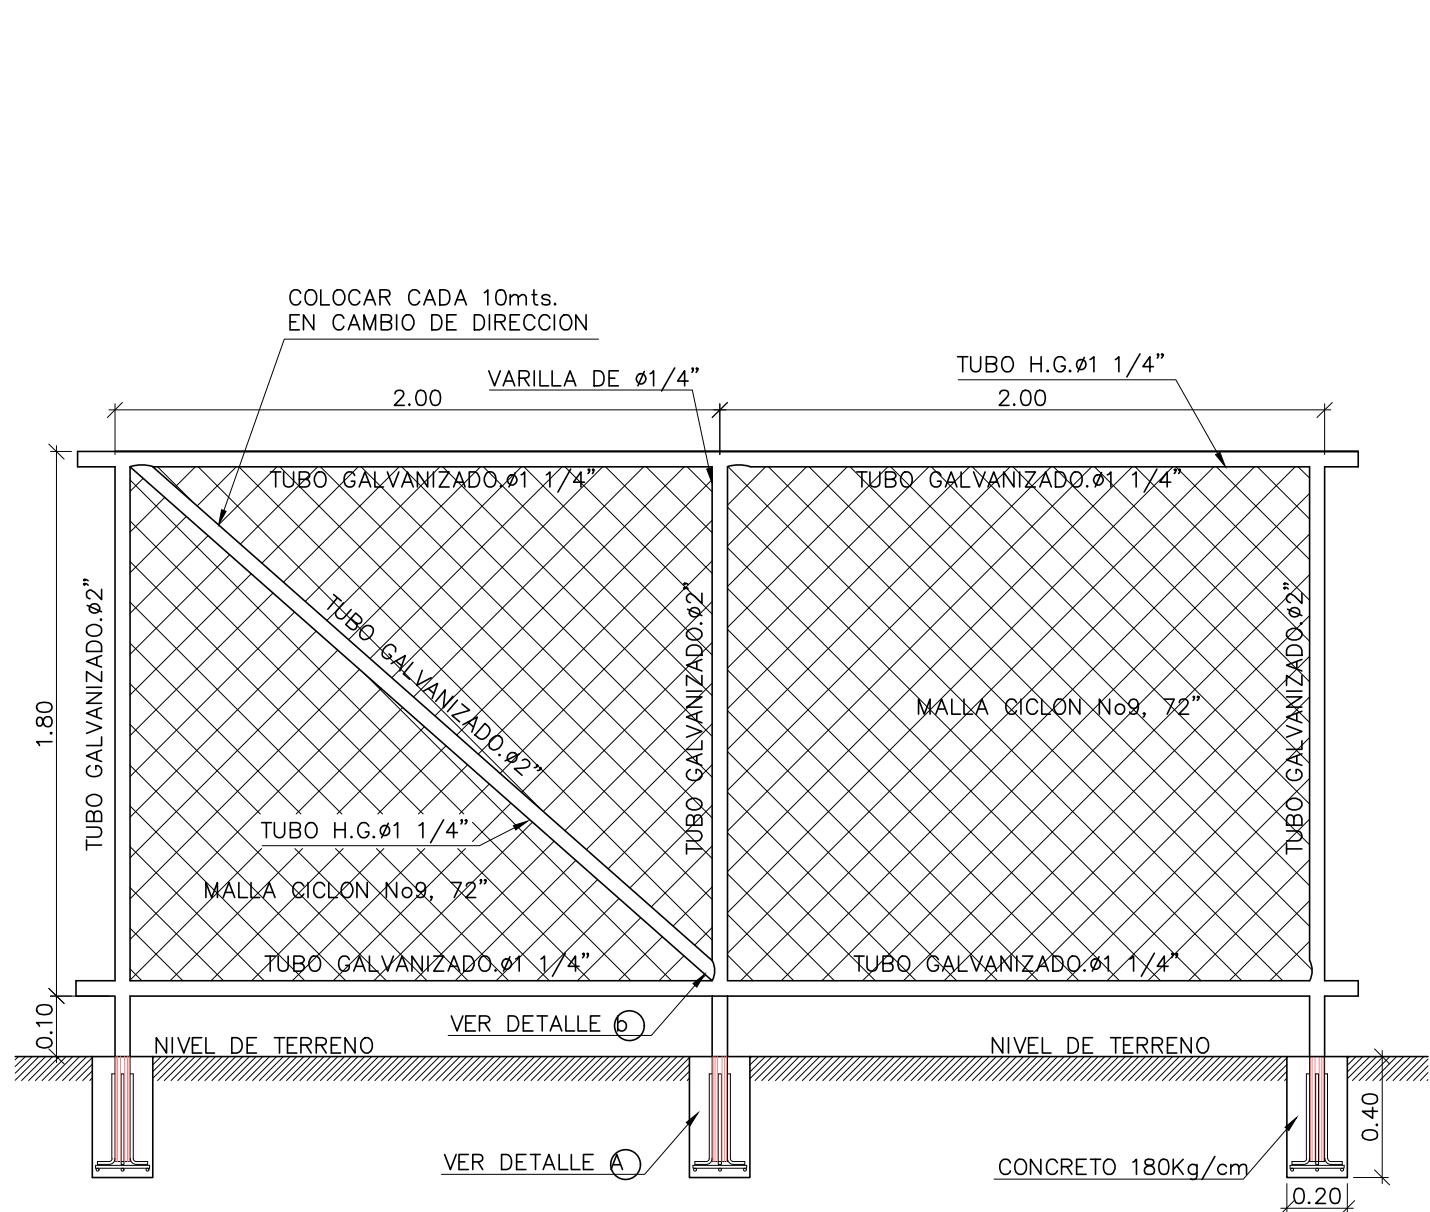 COLOCAR CADA 10mts.
EN CAMBIO DE DIRECCION
VARILLA DE ø1/4”
TUBO H.G.ø1 1/4”
2.00
2.00
TUBO GALVANIZADO.ø1 1/4”
TUBO GALVANIZADO.ø1 1/4”
1.80
TUBO GALVANIZADO.ø2”
TUBO GALVANIZADO.ø2”
TUBO GALVANIZADO.ø2”
TUBO GALVANIZADO.ø2”
MALLA CICLON No9, 72”
TUBO H.G.ø1 1/4”
MALLA CICLON No9, 72”
TUBO GALVANIZADO.ø1 1/4”
TUBO GALVANIZADO.ø1 1/4”
0.10
VER DETALLE b
NIVEL DE TERRENO
NIVEL DE TERRENO
0.40
VER DETALLE A
CONCRETO 180Kg/cm
0.20